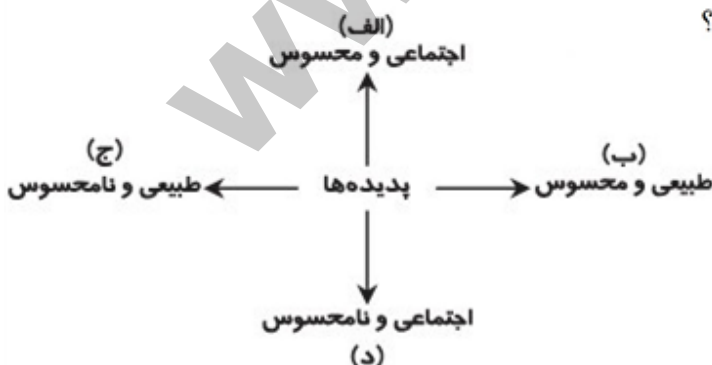 ؟
(الف)
اجتماعی و محسوس
(ج)
(ب)
طبیعی و نامحسوس
پدیده‌ها
طبیعی و محسوس
اجتماعی و نامحسوس
(د)